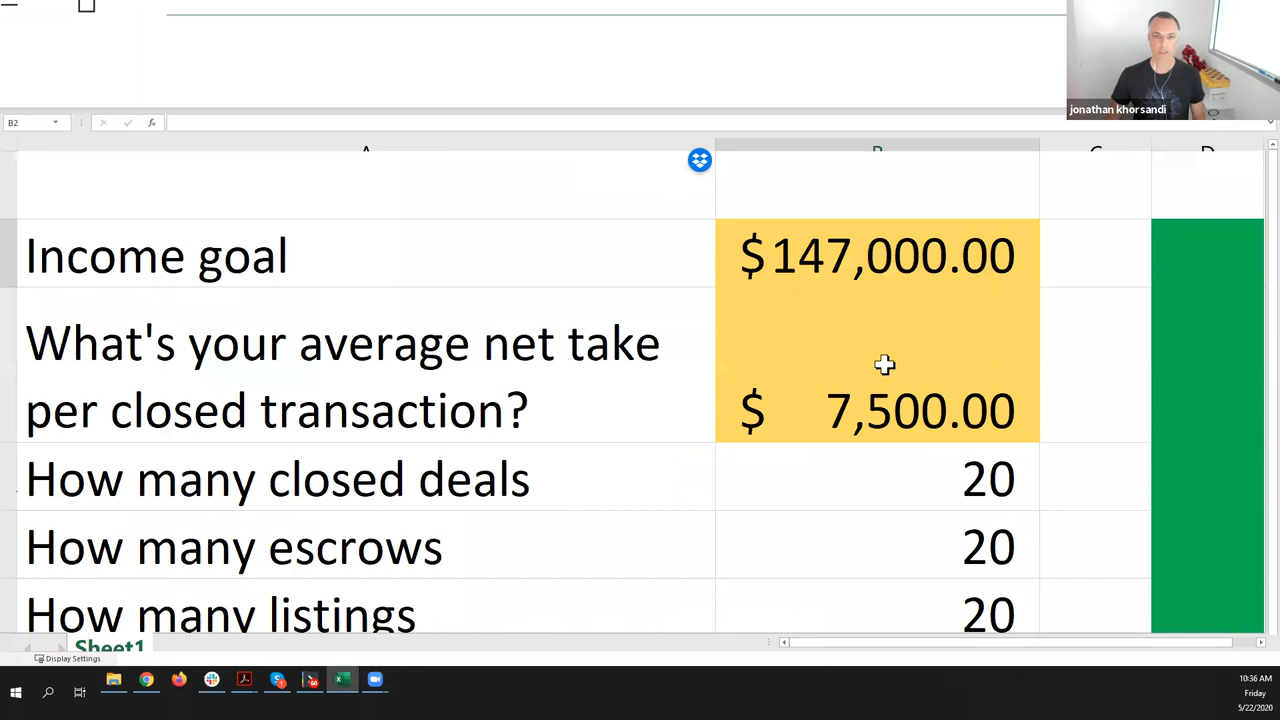 jonathan khorsandi
B2
fx
A B C D
Income goal $147,000.00
What's your average net take
per closed transaction? $ 7,500.00
How many closed deals 20
How many escrows 20
How many listings 20
Sheet1
Display Settings
10:36 AM
Friday
5/22/2020